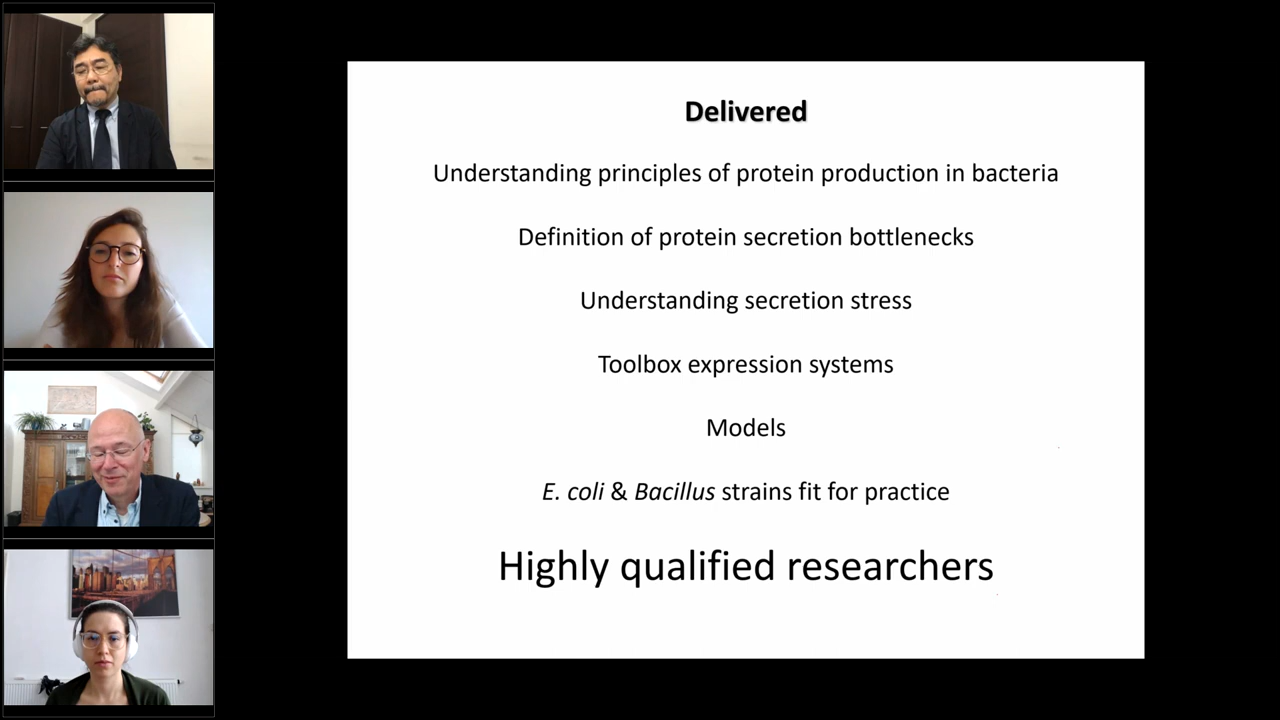 Delivered
Understanding principles of protein production in bacteria
Definition of protein secretion bottlenecks
Understanding secretion stress
Toolbox expression systems
Models
E. coli & Bacillus strains fit for practice
Highly qualified researchers